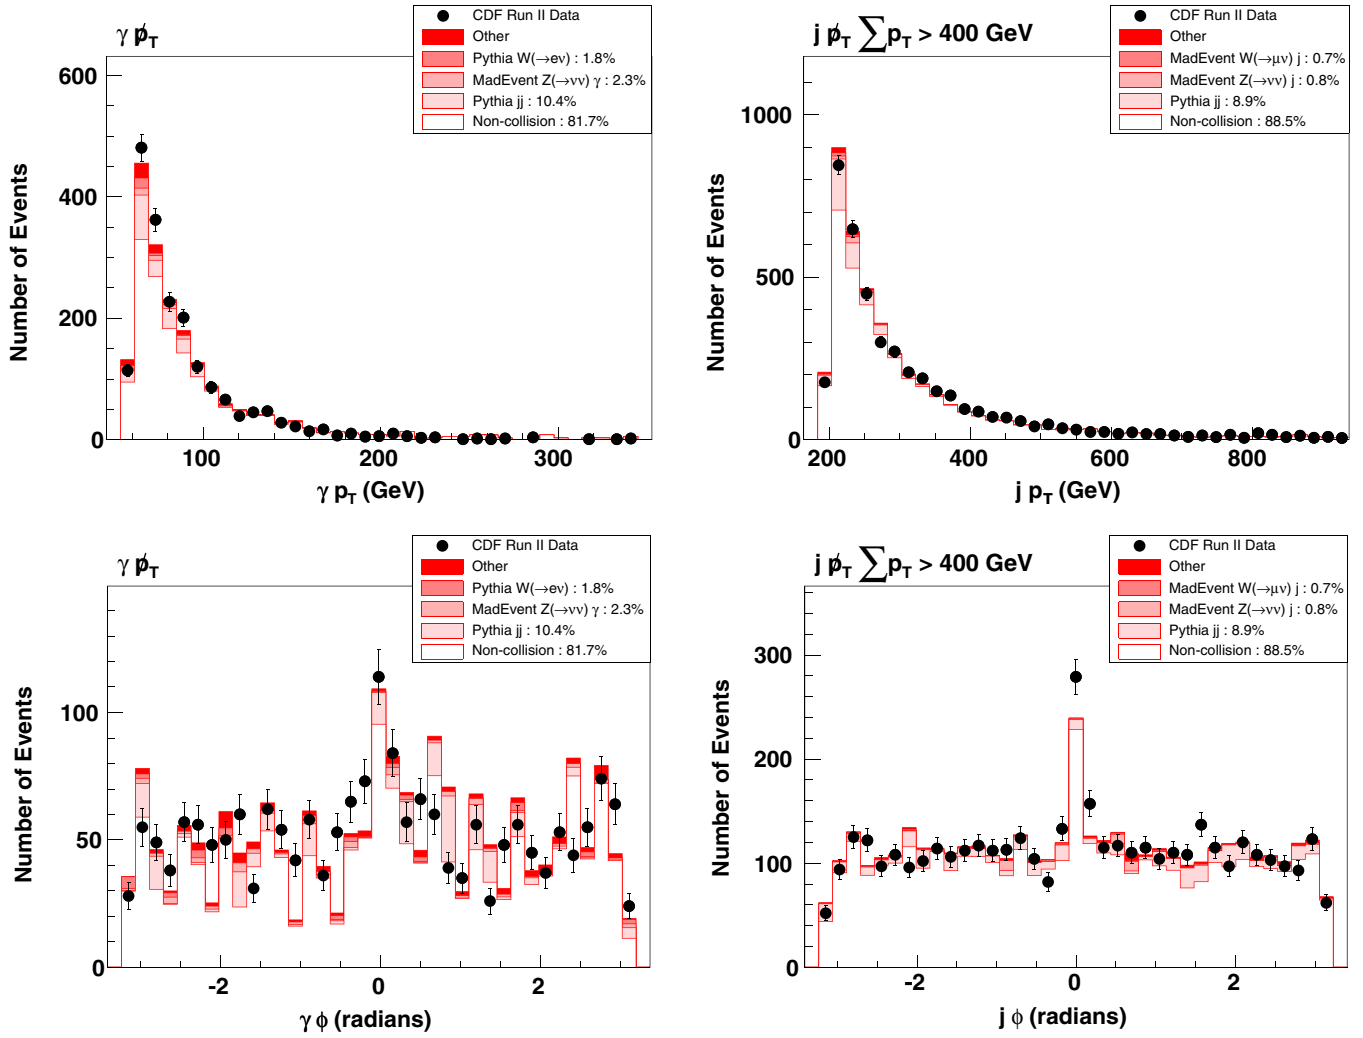 γ p̸T
CDF Run II Data
Other
Pythia W(→eν) : 1.8%
MadEvent Z(→νν) γ : 2.3%
Pythia jj : 10.4%
Non-collision : 81.7%
Number of Events
600
400
200
0
100
200
300
γ pT (GeV)
j p̸T ∑pT > 400 GeV
CDF Run II Data
Other
MadEvent W(→μν) j : 0.7%
MadEvent Z(→νν) j : 0.8%
Pythia jj : 8.9%
Non-collision : 88.5%
Number of Events
1000
500
0
200
400
600
800
j pT (GeV)
γ p̸T
CDF Run II Data
Other
Pythia W(→eν) : 1.8%
MadEvent Z(→νν) γ : 2.3%
Pythia jj : 10.4%
Non-collision : 81.7%
Number of Events
100
50
0
-2
0
2
γ ϕ (radians)
j p̸T ∑pT > 400 GeV
CDF Run II Data
Other
MadEvent W(→μν) j : 0.7%
MadEvent Z(→νν) j : 0.8%
Pythia jj : 8.9%
Non-collision : 88.5%
Number of Events
300
200
100
0
-2
0
2
j ϕ (radians)